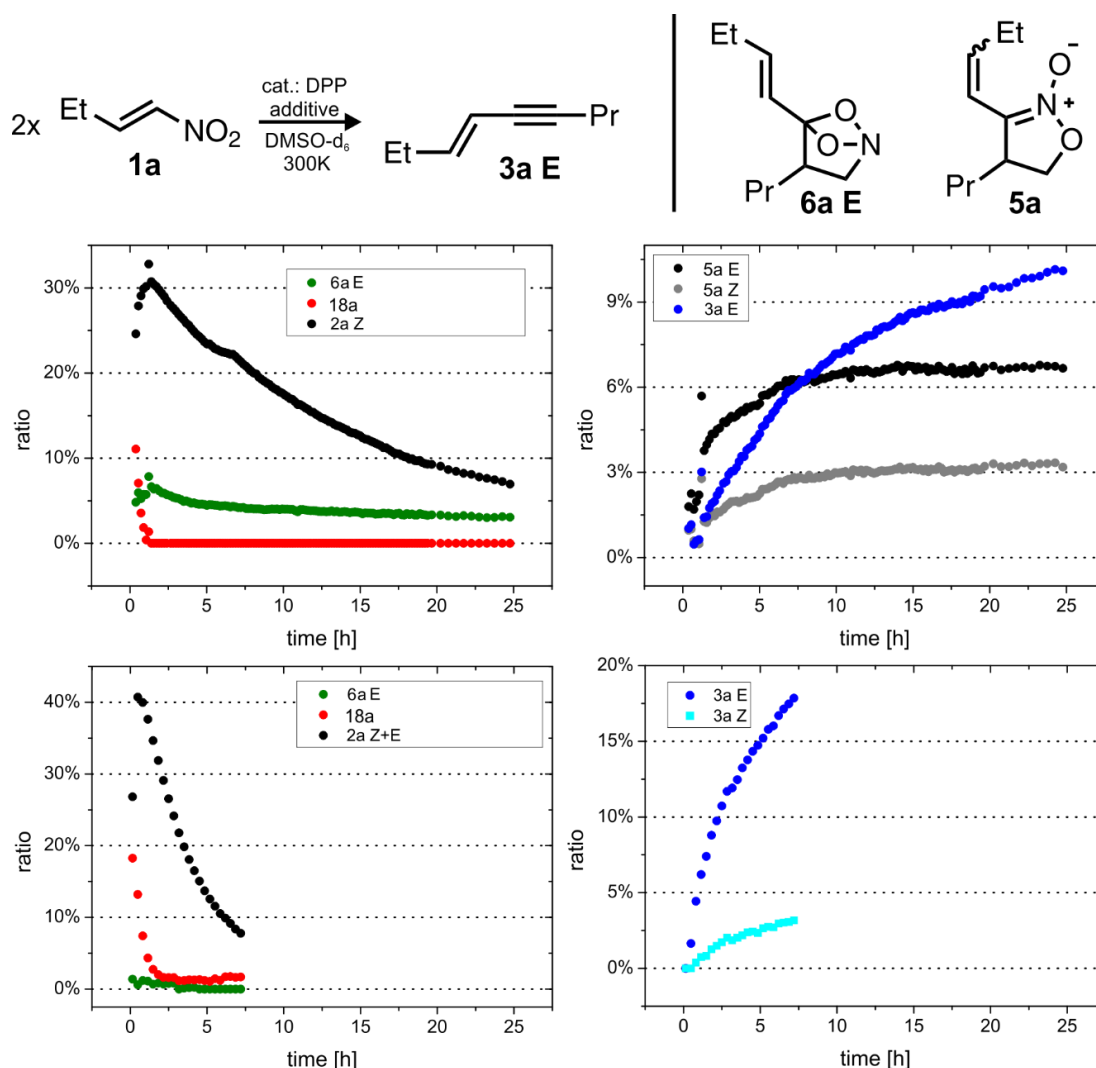 2x
Et
NO₂
1a
cat.: DPP
additive
DMSO-d₆
300K
Et
Pr
3a E
Et
O
O
N
Pr
6a E
Et
O⁻
N⁺
O
Pr
5a
30%
20%
10%
0%
ratio
0 5 10 15 20 25
time [h]
6a E
18a
2a Z
9%
6%
3%
0%
ratio
0 5 10 15 20 25
time [h]
5a E
5a Z
3a E
40%
30%
20%
10%
0%
ratio
0 5 10 15 20 25
time [h]
6a E
18a
2a Z+E
20%
15%
10%
5%
0%
ratio
0 5 10 15 20 25
time [h]
3a E
3a Z